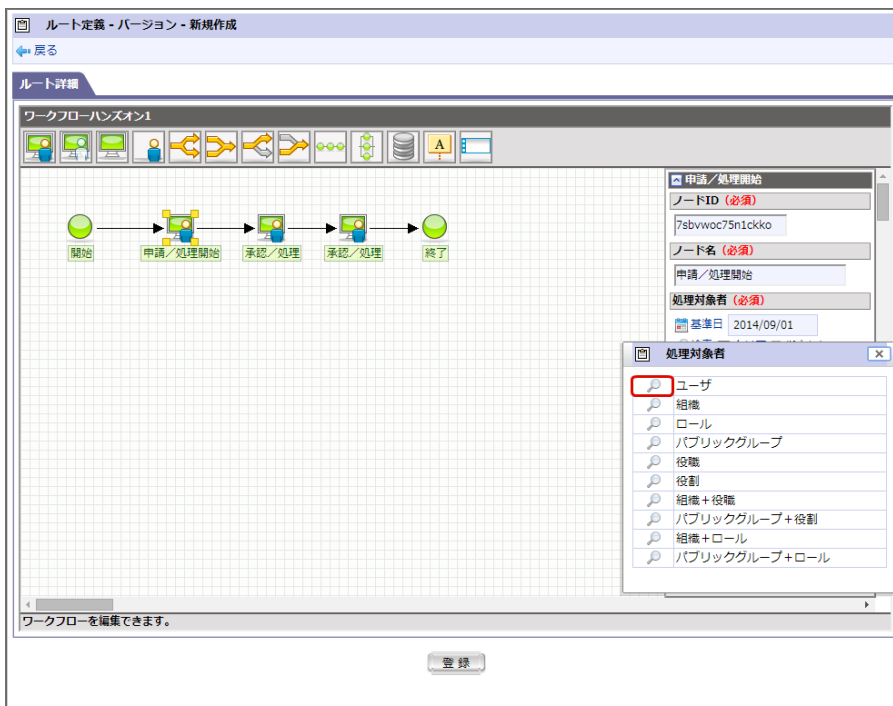 ルート定義 - バージョン - 新規作成
戻る
ルート詳細
ワークフローハンズオン1
A
開始
申請／処理開始
承認／処理
承認／処理
終了
申請／処理開始
ノードID（必須）
7sbvwoc75n1ckko
ノード名（必須）
申請／処理開始
処理対象者（必須）
基準日 2014/09/01
処理対象者
ユーザ
組織
ロール
パブリックグループ
役職
役割
組織＋役職
パブリックグループ＋役割
組織＋ロール
パブリックグループ＋ロール
ワークフローを編集できます。
登録